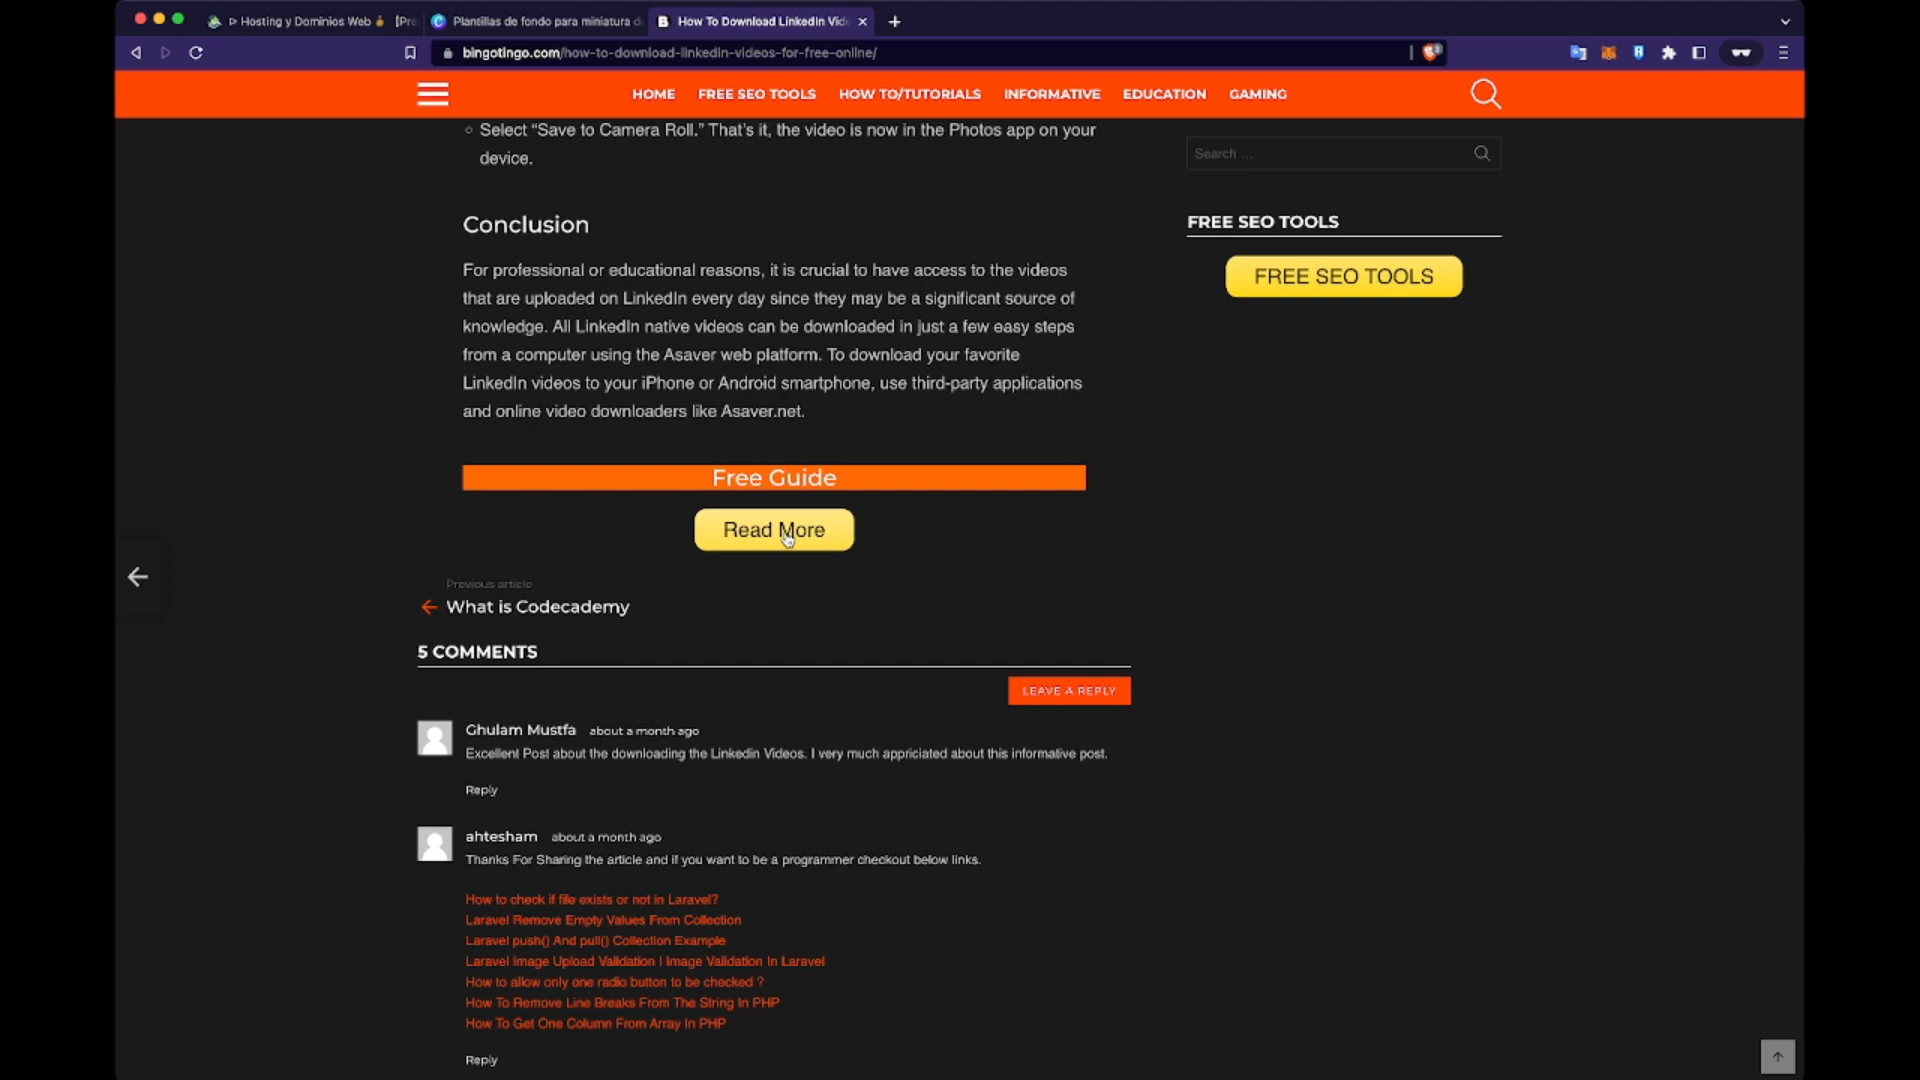 ᐅ Hosting y Dominios Web 🥇 [Pre
Plantillas de fondo para miniatura d
How To Download LinkedIn Vid
bingotingo.com/how-to-download-linkedin-videos-for-free-online/
HOME FREE SEO TOOLS HOW TO/TUTORIALS INFORMATIVE EDUCATION GAMING
Select “Save to Camera Roll.” That’s it, the video is now in the Photos app on your
device.
Search …
FREE SEO TOOLS
FREE SEO TOOLS
Conclusion
For professional or educational reasons, it is crucial to have access to the videos
that are uploaded on LinkedIn every day since they may be a significant source of
knowledge. All LinkedIn native videos can be downloaded in just a few easy steps
from a computer using the Asaver web platform. To download your favorite
LinkedIn videos to your iPhone or Android smartphone, use third-party applications
and online video downloaders like Asaver.net.
Free Guide
Read More
Previous article
What is Codecademy
5 COMMENTS
LEAVE A REPLY
Ghulam Mustfa about a month ago
Excellent Post about the downloading the Linkedin Videos. I very much appriciated about this informative post.
Reply
ahtesham about a month ago
Thanks For Sharing the article and if you want to be a programmer checkout below links.
How to check if file exists or not in Laravel?
Laravel Remove Empty Values From Collection
Laravel push() And pull() Collection Example
Laravel Image Upload Validation | Image Validation In Laravel
How to allow only one radio button to be checked ?
How To Remove Line Breaks From The String In PHP
How To Get One Column From Array In PHP
Reply